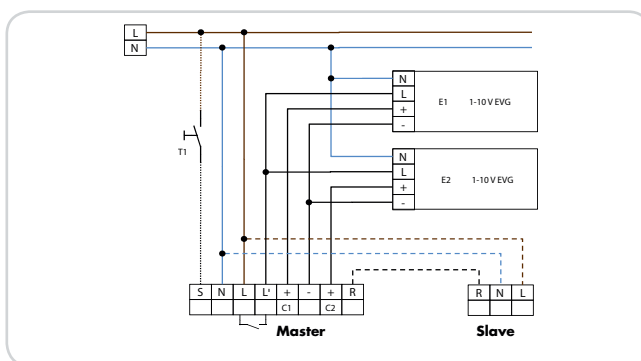 L
N
N
L
+
-
E1 1-10 V EVG
T1
N
L
+
-
E2 1-10 V EVG
S N L L' + - + R
C1 C2
R N L
Master
Slave